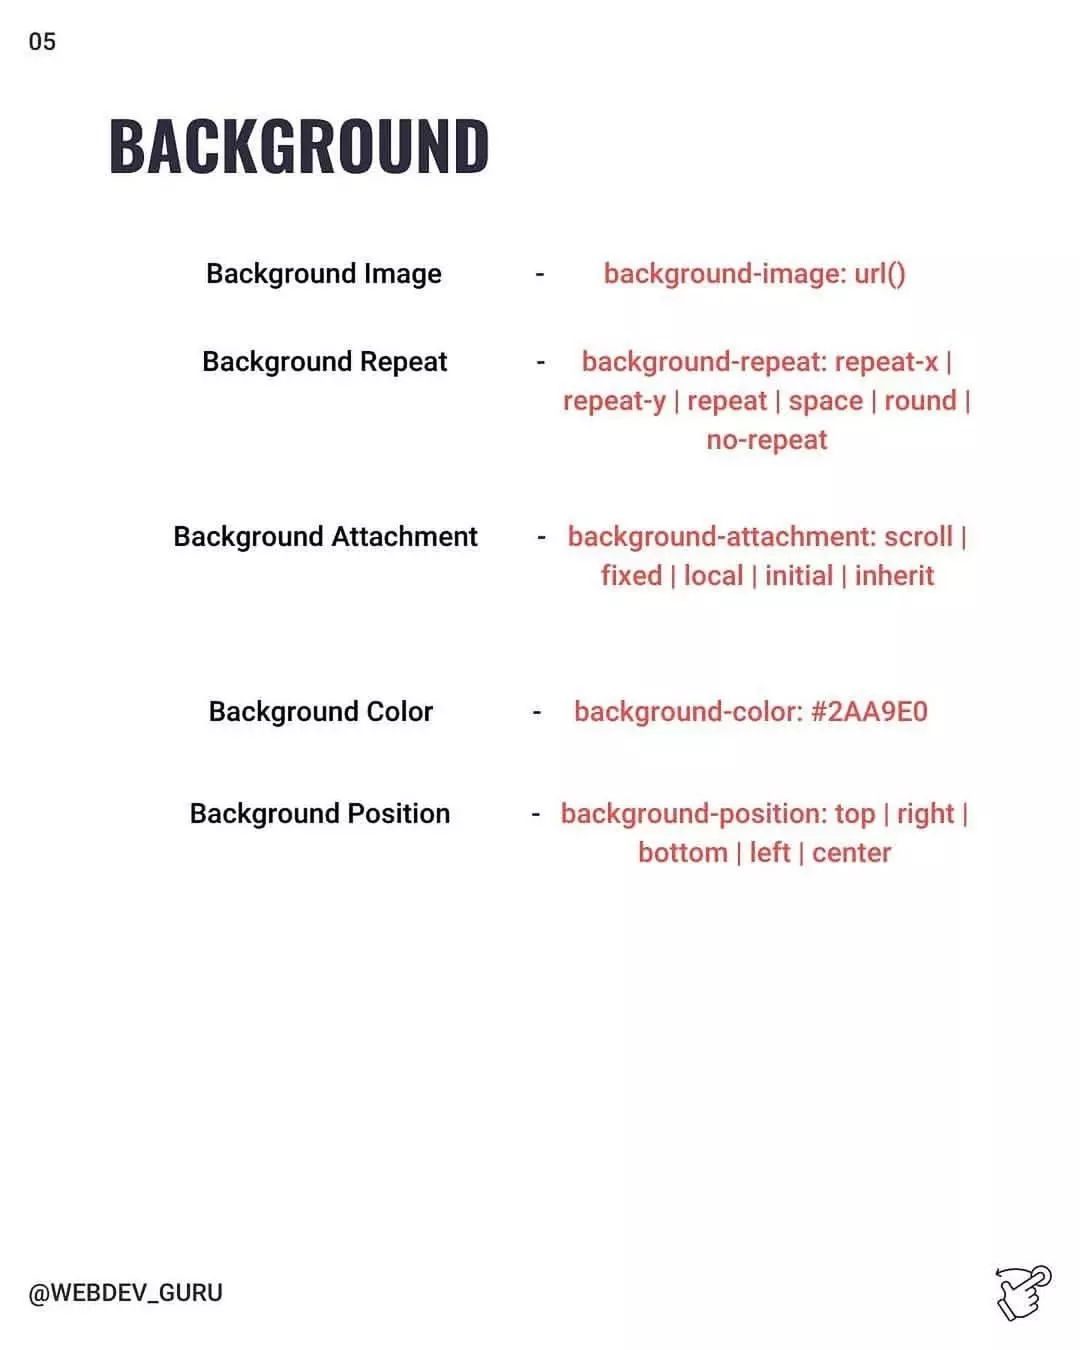 05
BACKGROUND
Background Image - background-image: url()
Background Repeat - background-repeat: repeat-x |
repeat-y | repeat | space | round |
no-repeat
Background Attachment - background-attachment: scroll |
fixed | local | initial | inherit
Background Color - background-color: #2AA9E0
Background Position - background-position: top | right |
bottom | left | center
@WEBDEV_GURU